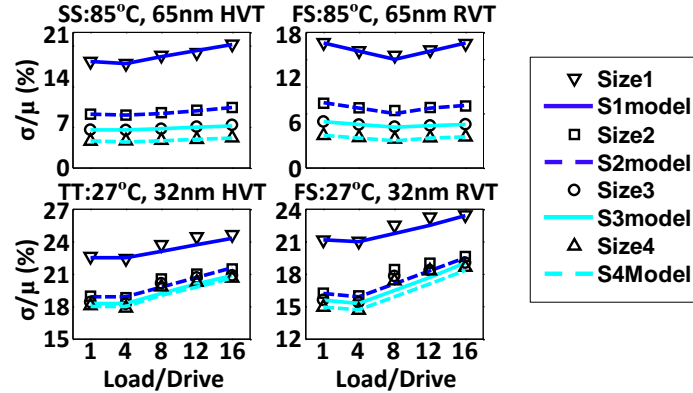 SS:85°C, 65nm HVT
FS:85°C, 65nm RVT
σ/μ (%)
21
14
7
0
18
12
6
0
TT:27°C, 32nm HVT
FS:27°C, 32nm RVT
σ/μ (%)
27
24
21
18
15
24
21
18
15
12
1 4 8 12 16
1 4 8 12 16
Load/Drive
Load/Drive
Size1
S1model
Size2
S2model
Size3
S3model
Size4
S4Model